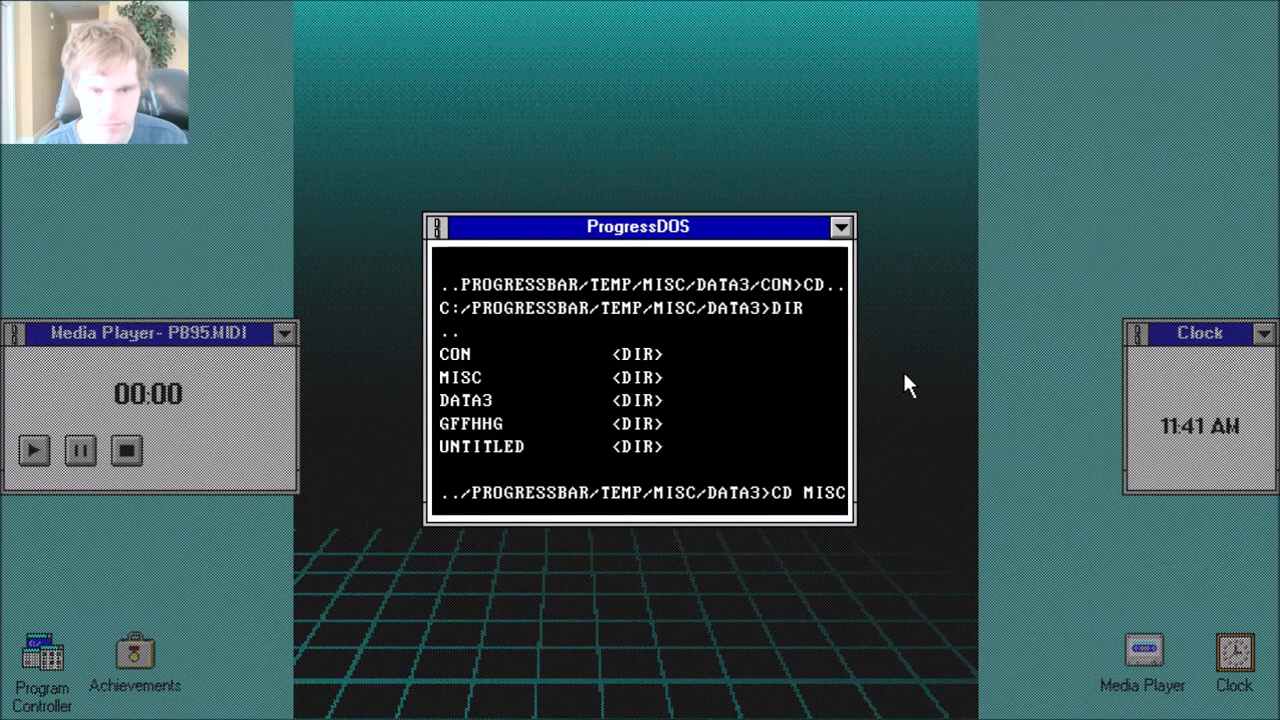 ProgressDOS
..PROGRESSBAR/TEMP/MISC/DATA3/CON>CD..
C:/PROGRESSBAR/TEMP/MISC/DATA3>DIR
..
CON <DIR>
MISC <DIR>
DATA3 <DIR>
GFFHHG <DIR>
UNTITLED <DIR>
../PROGRESSBAR/TEMP/MISC/DATA3>CD MISC
Media Player- PB95.MIDI
00:00
Clock
11:41 AM
Program
Controller
Achievements
Media Player
Clock